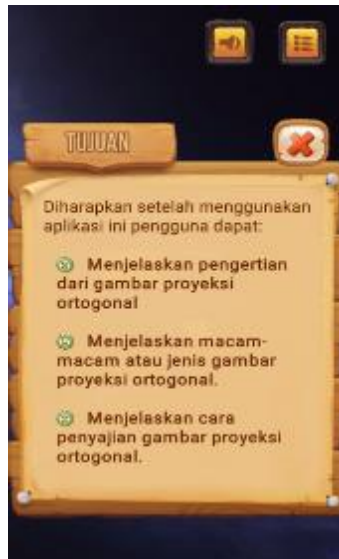 TUJUAN
Diharapkan setelah menggunakan
aplikasi ini pengguna dapat:
Menjelaskan pengertian
dari gambar proyeksi
ortogonal
Menjelaskan macam-
macam atau jenis gambar
proyeksi ortogonal.
Menjelaskan cara
penyajian gambar proyeksi
ortogonal.